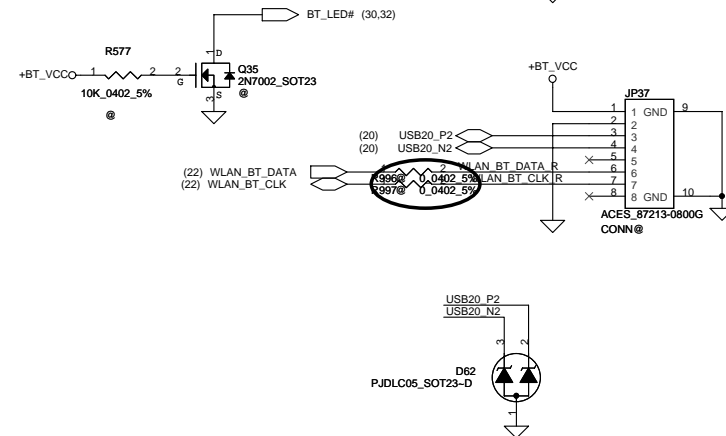 BT_LED# (30,32)
R577
+BT_VCC
1
2
2
G
1
D
3
S
Q35
2N7002_SOT23
@
10K_0402_5%
@
+BT_VCC
JP37
1
2
3
4
5
6
7
8
1 GND
2
3
4
5
6
7
8 GND
9
10
ACES_87213-0800G
CONN@
(20) USB20_P2
(20) USB20_N2
(22) WLAN_BT_DATA
(22) WLAN_BT_CLK
1
2
WLAN_BT_DATA_R
R996@ 0_0402_5%
WLAN_BT_CLK_R
R997@ 0_0402_5%
USB20_P2
USB20_N2
3
2
D62
PJDLC05_SOT23~D
1